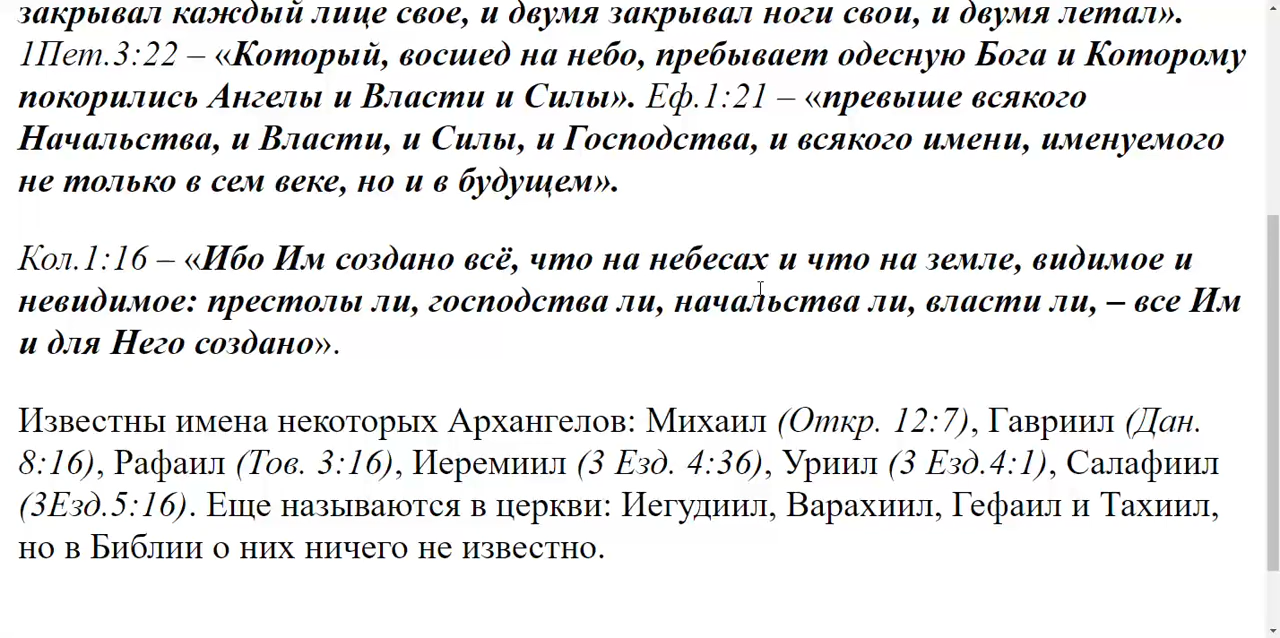 закрывал каждый лице свое, и двумя закрывал ноги свои, и двумя летал».
1Пет.3:22 – «Который, восшед на небо, пребывает одесную Бога и Которому
покорились Ангелы и Власти и Силы». Еф.1:21 – «превыше всякого
Начальства, и Власти, и Силы, и Господства, и всякого имени, именуемого
не только в сем веке, но и в будущем».
Кол.1:16 – «Ибо Им создано всё, что на небесах и что на земле, видимое и
невидимое: престолы ли, господства ли, начальства ли, власти ли, – все Им
и для Него создано».
Известны имена некоторых Архангелов: Михаил (Откр. 12:7), Гавриил (Дан.
8:16), Рафаил (Тов. 3:16), Иеремиил (3 Езд. 4:36), Уриил (3 Езд.4:1), Салафиил
(3Езд.5:16). Еще называются в церкви: Иегудиил, Варахиил, Гефаил и Тахиил,
но в Библии о них ничего не известно.